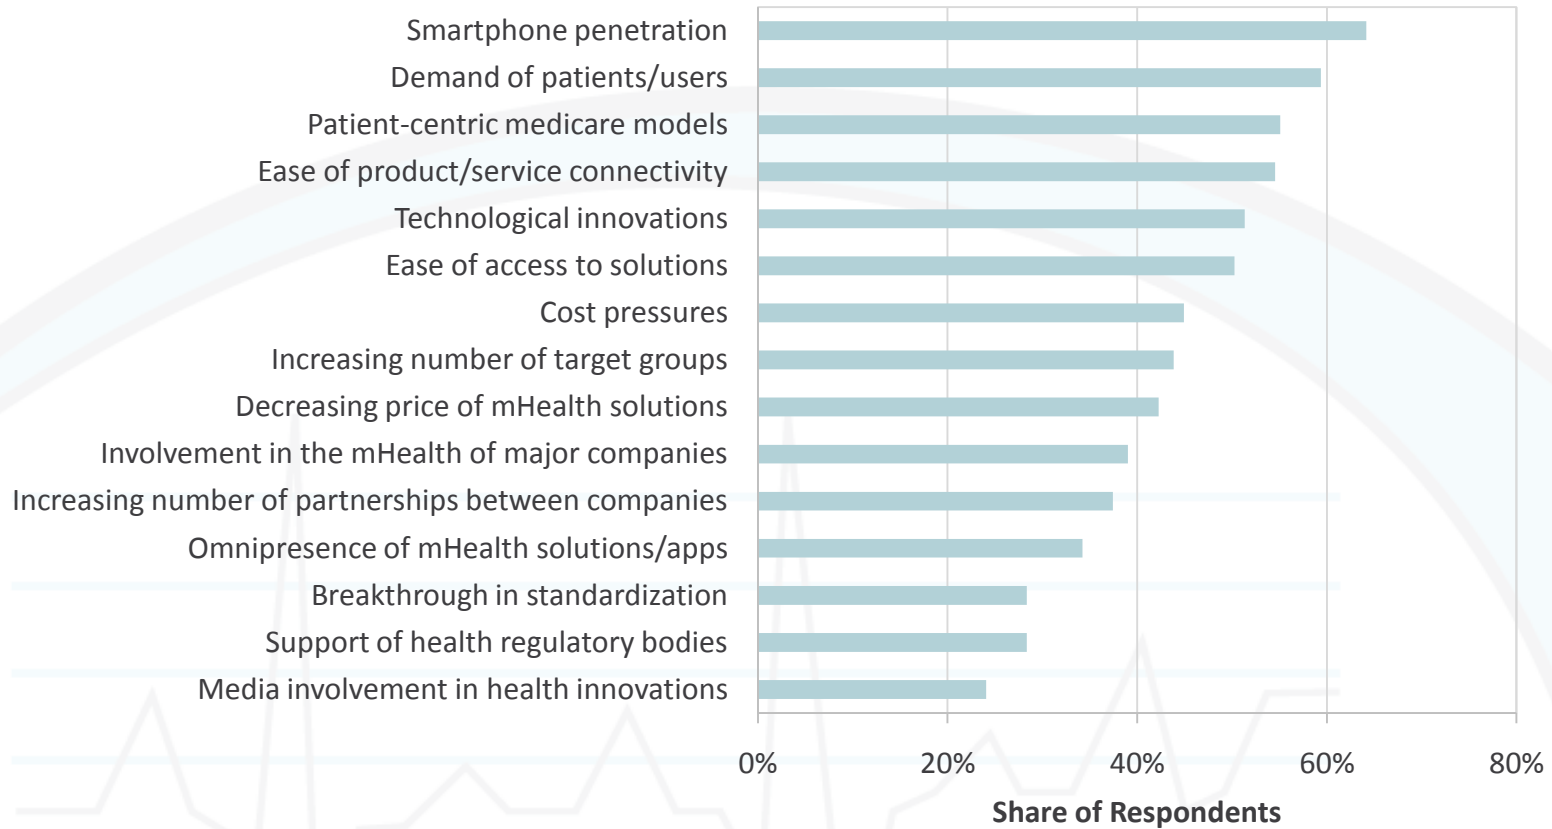 Smartphone penetration
Demand of patients/users
Patient-centric medicare models
Ease of product/service connectivity
Technological innovations
Ease of access to solutions
Cost pressures
Increasing number of target groups
Decreasing price of mHealth solutions
Involvement in the mHealth of major companies
Increasing number of partnerships between companies
Omnipresence of mHealth solutions/apps
Breakthrough in standardization
Support of health regulatory bodies
Media involvement in health innovations
0% 20% 40% 60% 80%
Share of Respondents